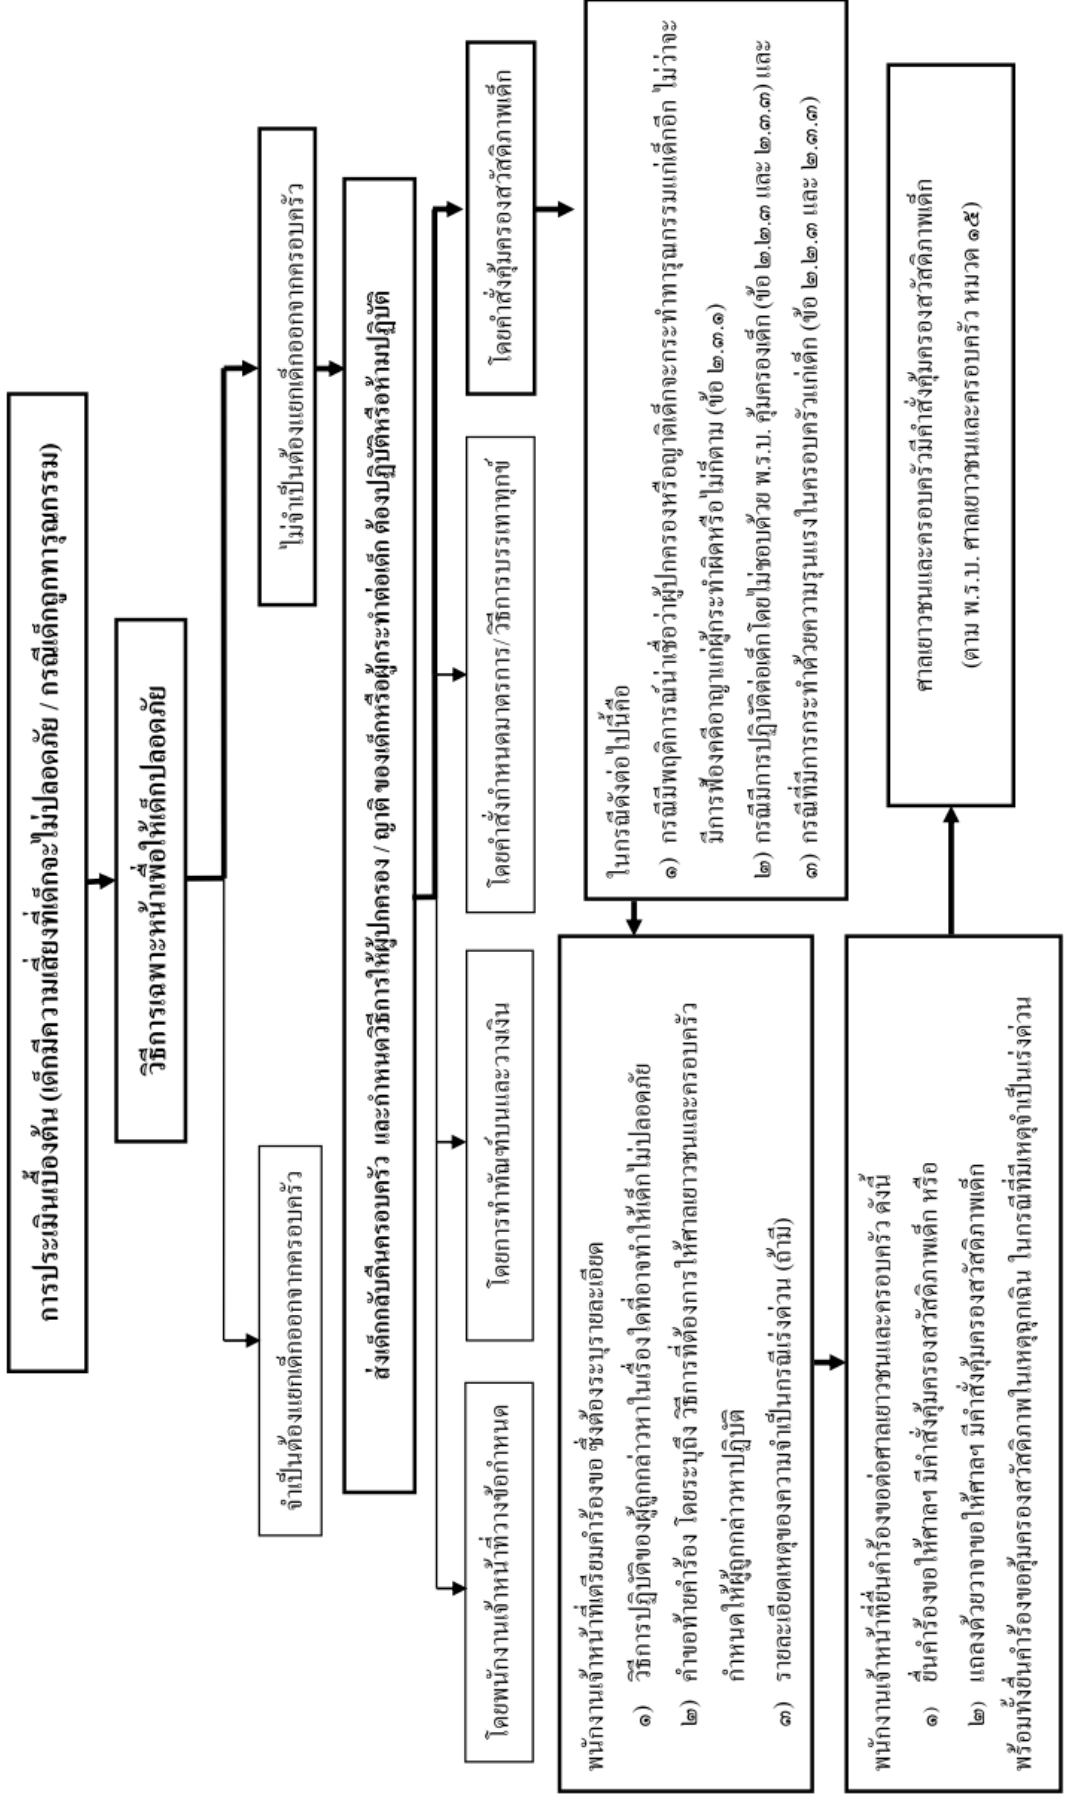 การประเมินเบื้องต้น (เด็กมีความเสี่ยงที่เด็กจะไม่ปลอดภัย / กรณีเด็กถูกทารุณกรรม)
วิธีการเฉพาะหน้าเพื่อให้เด็กปลอดภัย
จำเป็นต้องแยกเด็กออกจากครอบครัว
ไม่จำเป็นต้องแยกเด็กออกจากครอบครัว
ส่งเด็กกลับคืนครอบครัว และกำหนดวิธีการให้ผู้ปกครอง / ญาติ ของเด็กหรือผู้กระทำต่อเด็ก ต้องปฏิบัติหรือห้ามปฏิบัติ
โดยพนักงานเจ้าหน้าที่วางข้อกำหนด
โดยการทำทัณฑ์บนและวางเงิน
โดยคำสั่งกำหนดมาตรการ/วิธีการบรรเทาทุกข์
โดยคำสั่งคุ้มครองสวัสดิภาพเด็ก
ในกรณีดังต่อไปนี้คือ
๑) กรณีมีพฤติการณ์น่าเชื่อว่าผู้ปกครองหรือญาติเด็กจะกระทำทารุณกรรมแก่เด็กอีก ไม่ว่าจะ
มีการฟ้องคดีอาญาแก่ผู้กระทำผิดหรือไม่ก็ตาม (ข้อ ๒.๓.๑)
๒) กรณีมีการปฏิบัติต่อเด็กโดยไม่ชอบด้วย พ.ร.บ. คุ้มครองเด็ก (ข้อ ๒.๒.๓ และ ๒.๓.๓) และ
๓) กรณีที่มีการกระทำด้วยความรุนแรงในครอบครัวแก่เด็ก (ข้อ ๒.๒.๓ และ ๒.๓.๓)
พนักงานเจ้าหน้าที่เตรียมคำร้องขอ ซึ่งต้องระบุรายละเอียด
๑) วิธีการปฏิบัติของผู้ถูกกล่าวหาในเรื่องใดที่อาจทำให้เด็กไม่ปลอดภัย
๒) คำขอท้ายคำร้อง โดยระบุถึง วิธีการที่ต้องการให้ศาลเยาวชนและครอบครัว
กำหนดให้ผู้ถูกกล่าวหาปฏิบัติ
๓) รายละเอียดเหตุของความจำเป็นกรณีเร่งด่วน (ถ้ามี)
พนักงานเจ้าหน้าที่ยื่นคำร้องขอต่อศาลเยาวชนและครอบครัว ดังนี้
๑) ยื่นคำร้องขอให้ศาลฯ มีคำสั่งคุ้มครองสวัสดิภาพเด็ก หรือ
๒) แถลงด้วยวาจาขอให้ศาลฯ มีคำสั่งคุ้มครองสวัสดิภาพเด็ก
พร้อมทั้งยื่นคำร้องขอคุ้มครองสวัสดิภาพในเหตุฉุกเฉิน ในกรณีที่มีเหตุจำเป็นเร่งด่วน
ศาลเยาวชนและครอบครัวมีคำสั่งคุ้มครองสวัสดิภาพเด็ก
(ตาม พ.ร.บ. ศาลเยาวชนและครอบครัว หมวด ๑๕)